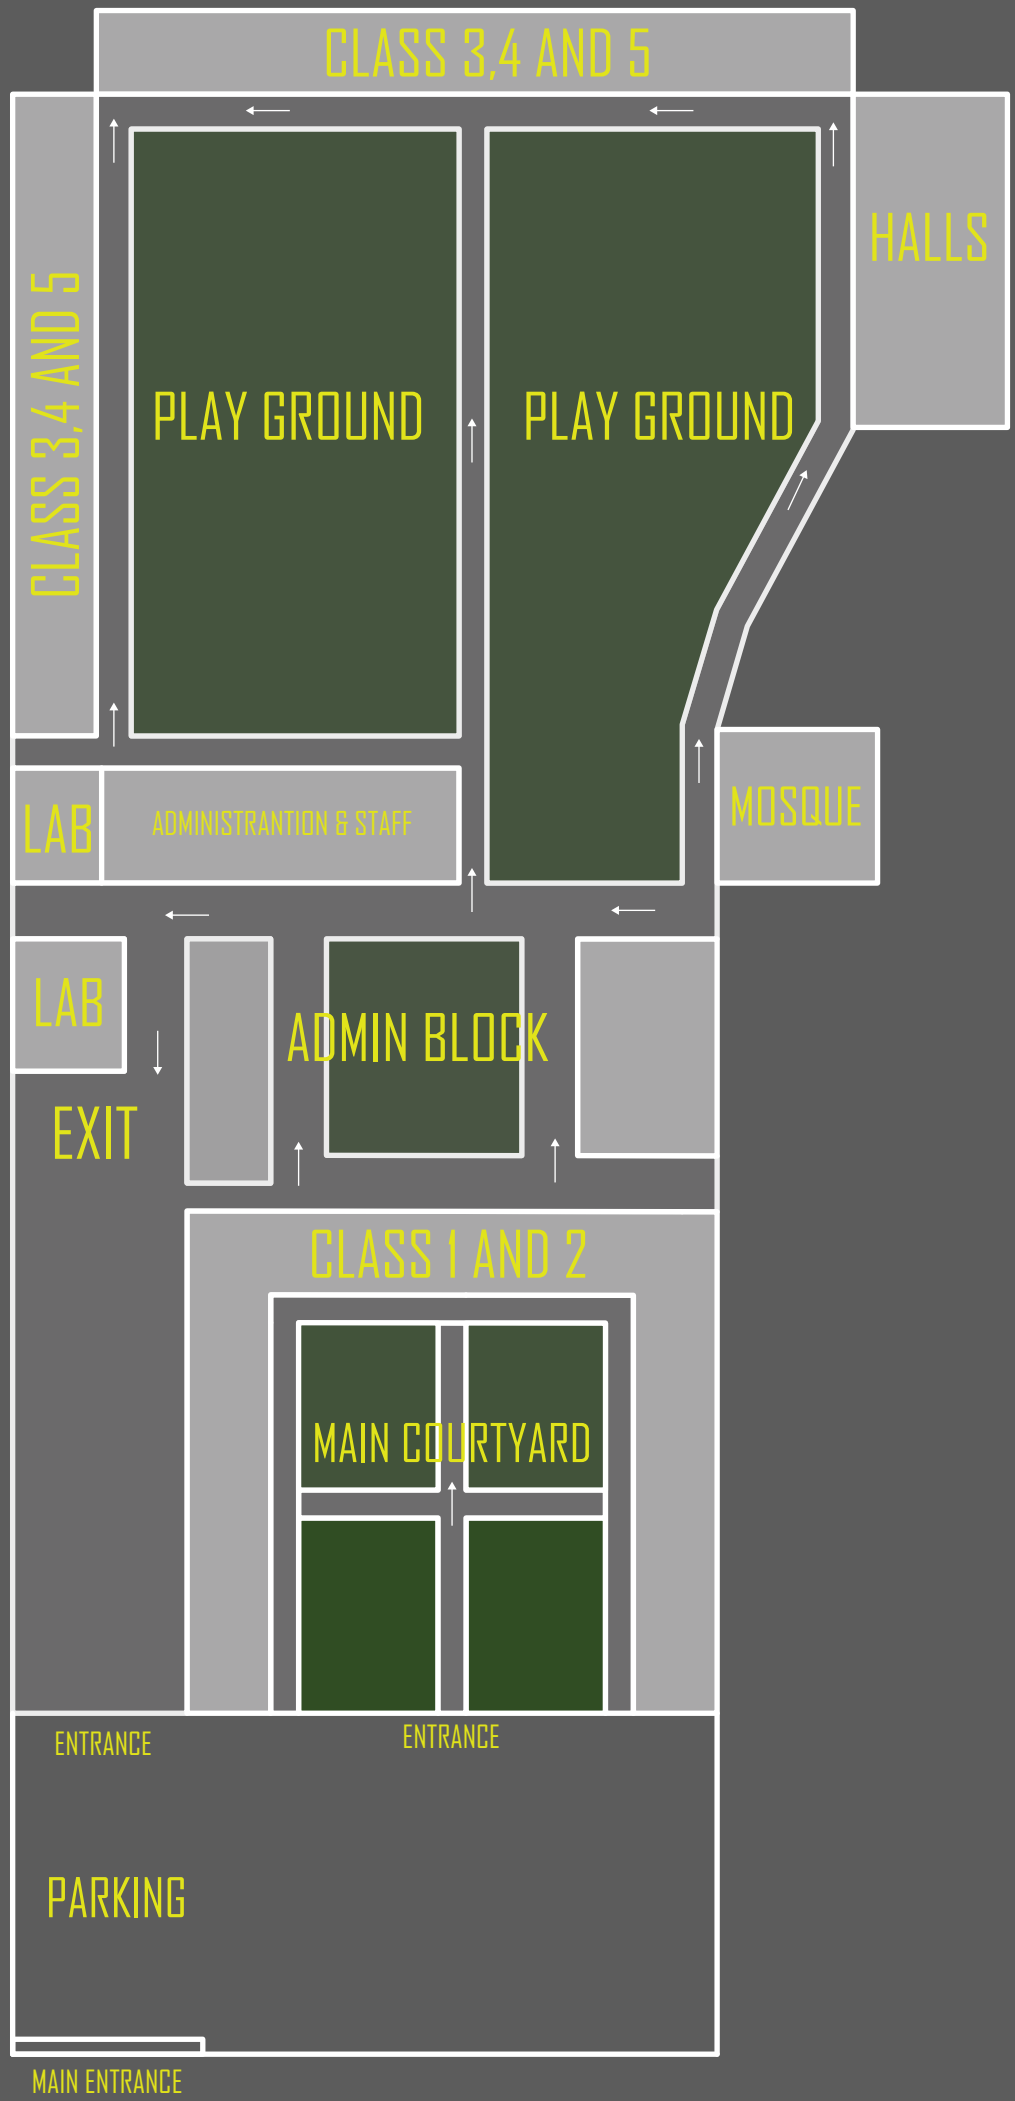 CLASS 3,4 AND 5
HALLS
CLASS 3,4 AND 5
PLAY GROUND
PLAY GROUND
MOSQUE
LAB
ADMINISTRANTION & STAFF
LAB
ADMIN BLOCK
EXIT
CLASS 1 AND 2
MAIN COURTYARD
ENTRANCE
ENTRANCE
PARKING
MAIN ENTRANCE